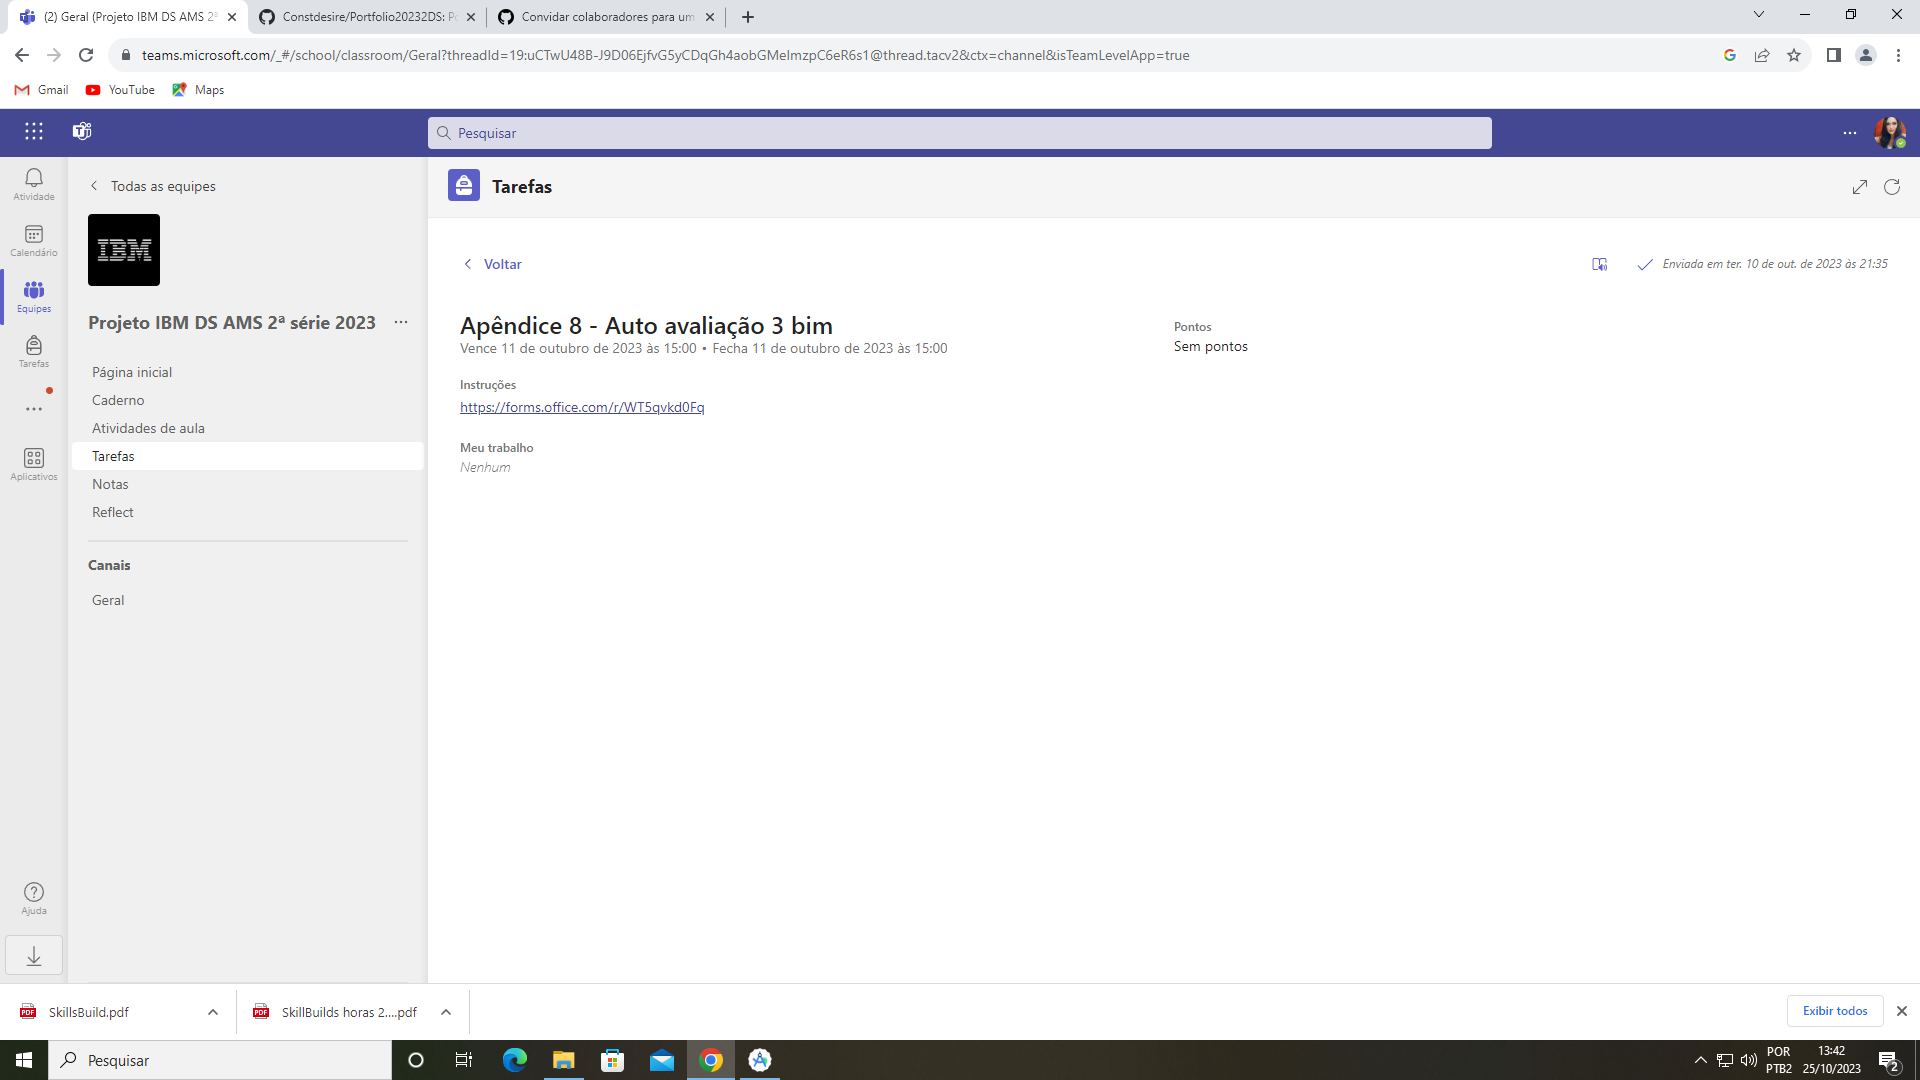 (2) Geral (Projeto IBM DS AMS 2ª
Constdesire/Portfolio20232DS: Po
Convidar colaboradores para um
teams.microsoft.com/_#/school/classroom/Geral?threadId=19:uCTwU48B-J9D06EjfvG5yCDqGh4aobGMelmzpC6eR6s1@thread.tacv2&ctx=channel&isTeamLevelApp=true
Gmail
YouTube
Maps
Pesquisar
Atividade
Calendário
Equipes
Tarefas
Aplicativos
Ajuda
Todas as equipes
IBM
Projeto IBM DS AMS 2ª série 2023
Página inicial
Caderno
Atividades de aula
Tarefas
Notas
Reflect
Canais
Geral
Tarefas
Voltar
Enviada em ter. 10 de out. de 2023 às 21:35
Apêndice 8 - Auto avaliação 3 bim
Vence 11 de outubro de 2023 às 15:00 • Fecha 11 de outubro de 2023 às 15:00
Pontos
Sem pontos
Instruções
https://forms.office.com/r/WT5qvkd0Fq
Meu trabalho
Nenhum
PDF
SkillsBuild.pdf
PDF
SkillBuilds horas 2....pdf
Exibir todos
Pesquisar
POR
PTB2
13:42
25/10/2023
2